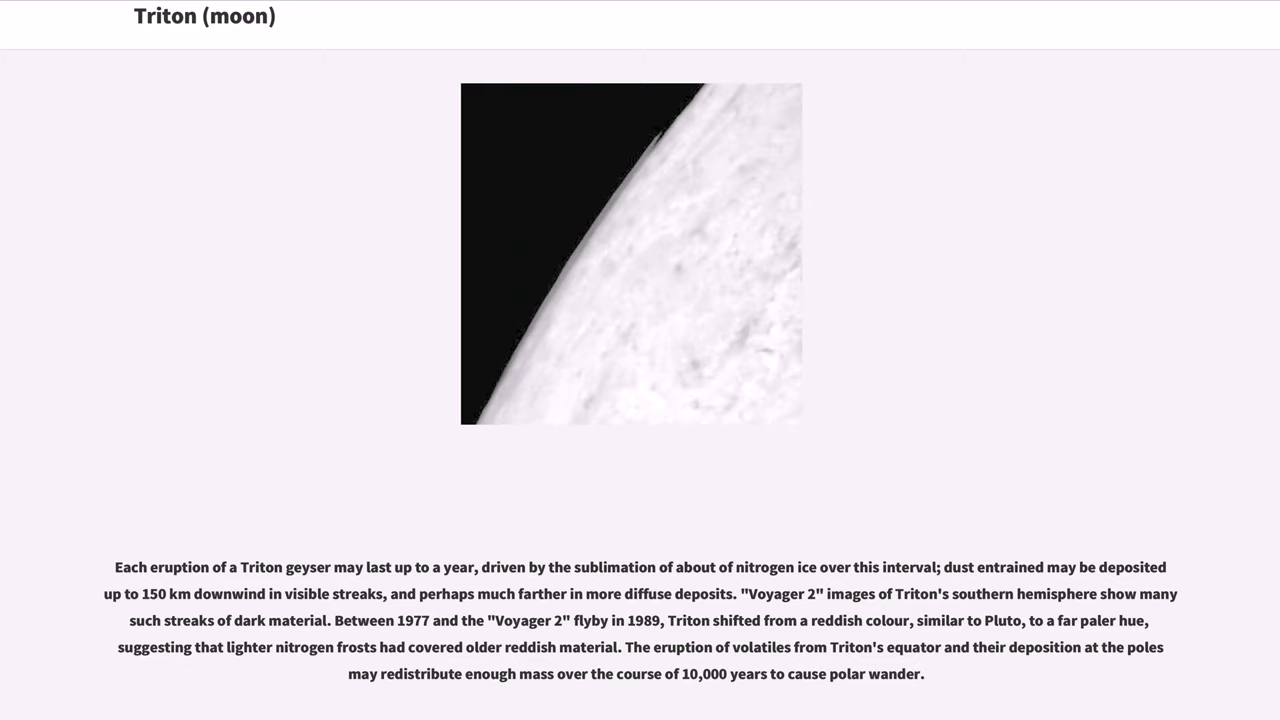 Triton (moon)
Each eruption of a Triton geyser may last up to a year, driven by the sublimation of about of nitrogen ice over this interval; dust entrained may be deposited
up to 150 km downwind in visible streaks, and perhaps much farther in more diffuse deposits. "Voyager 2" images of Triton's southern hemisphere show many
such streaks of dark material. Between 1977 and the "Voyager 2" flyby in 1989, Triton shifted from a reddish colour, similar to Pluto, to a far paler hue,
suggesting that lighter nitrogen frosts had covered older reddish material. The eruption of volatiles from Triton's equator and their deposition at the poles
may redistribute enough mass over the course of 10,000 years to cause polar wander.